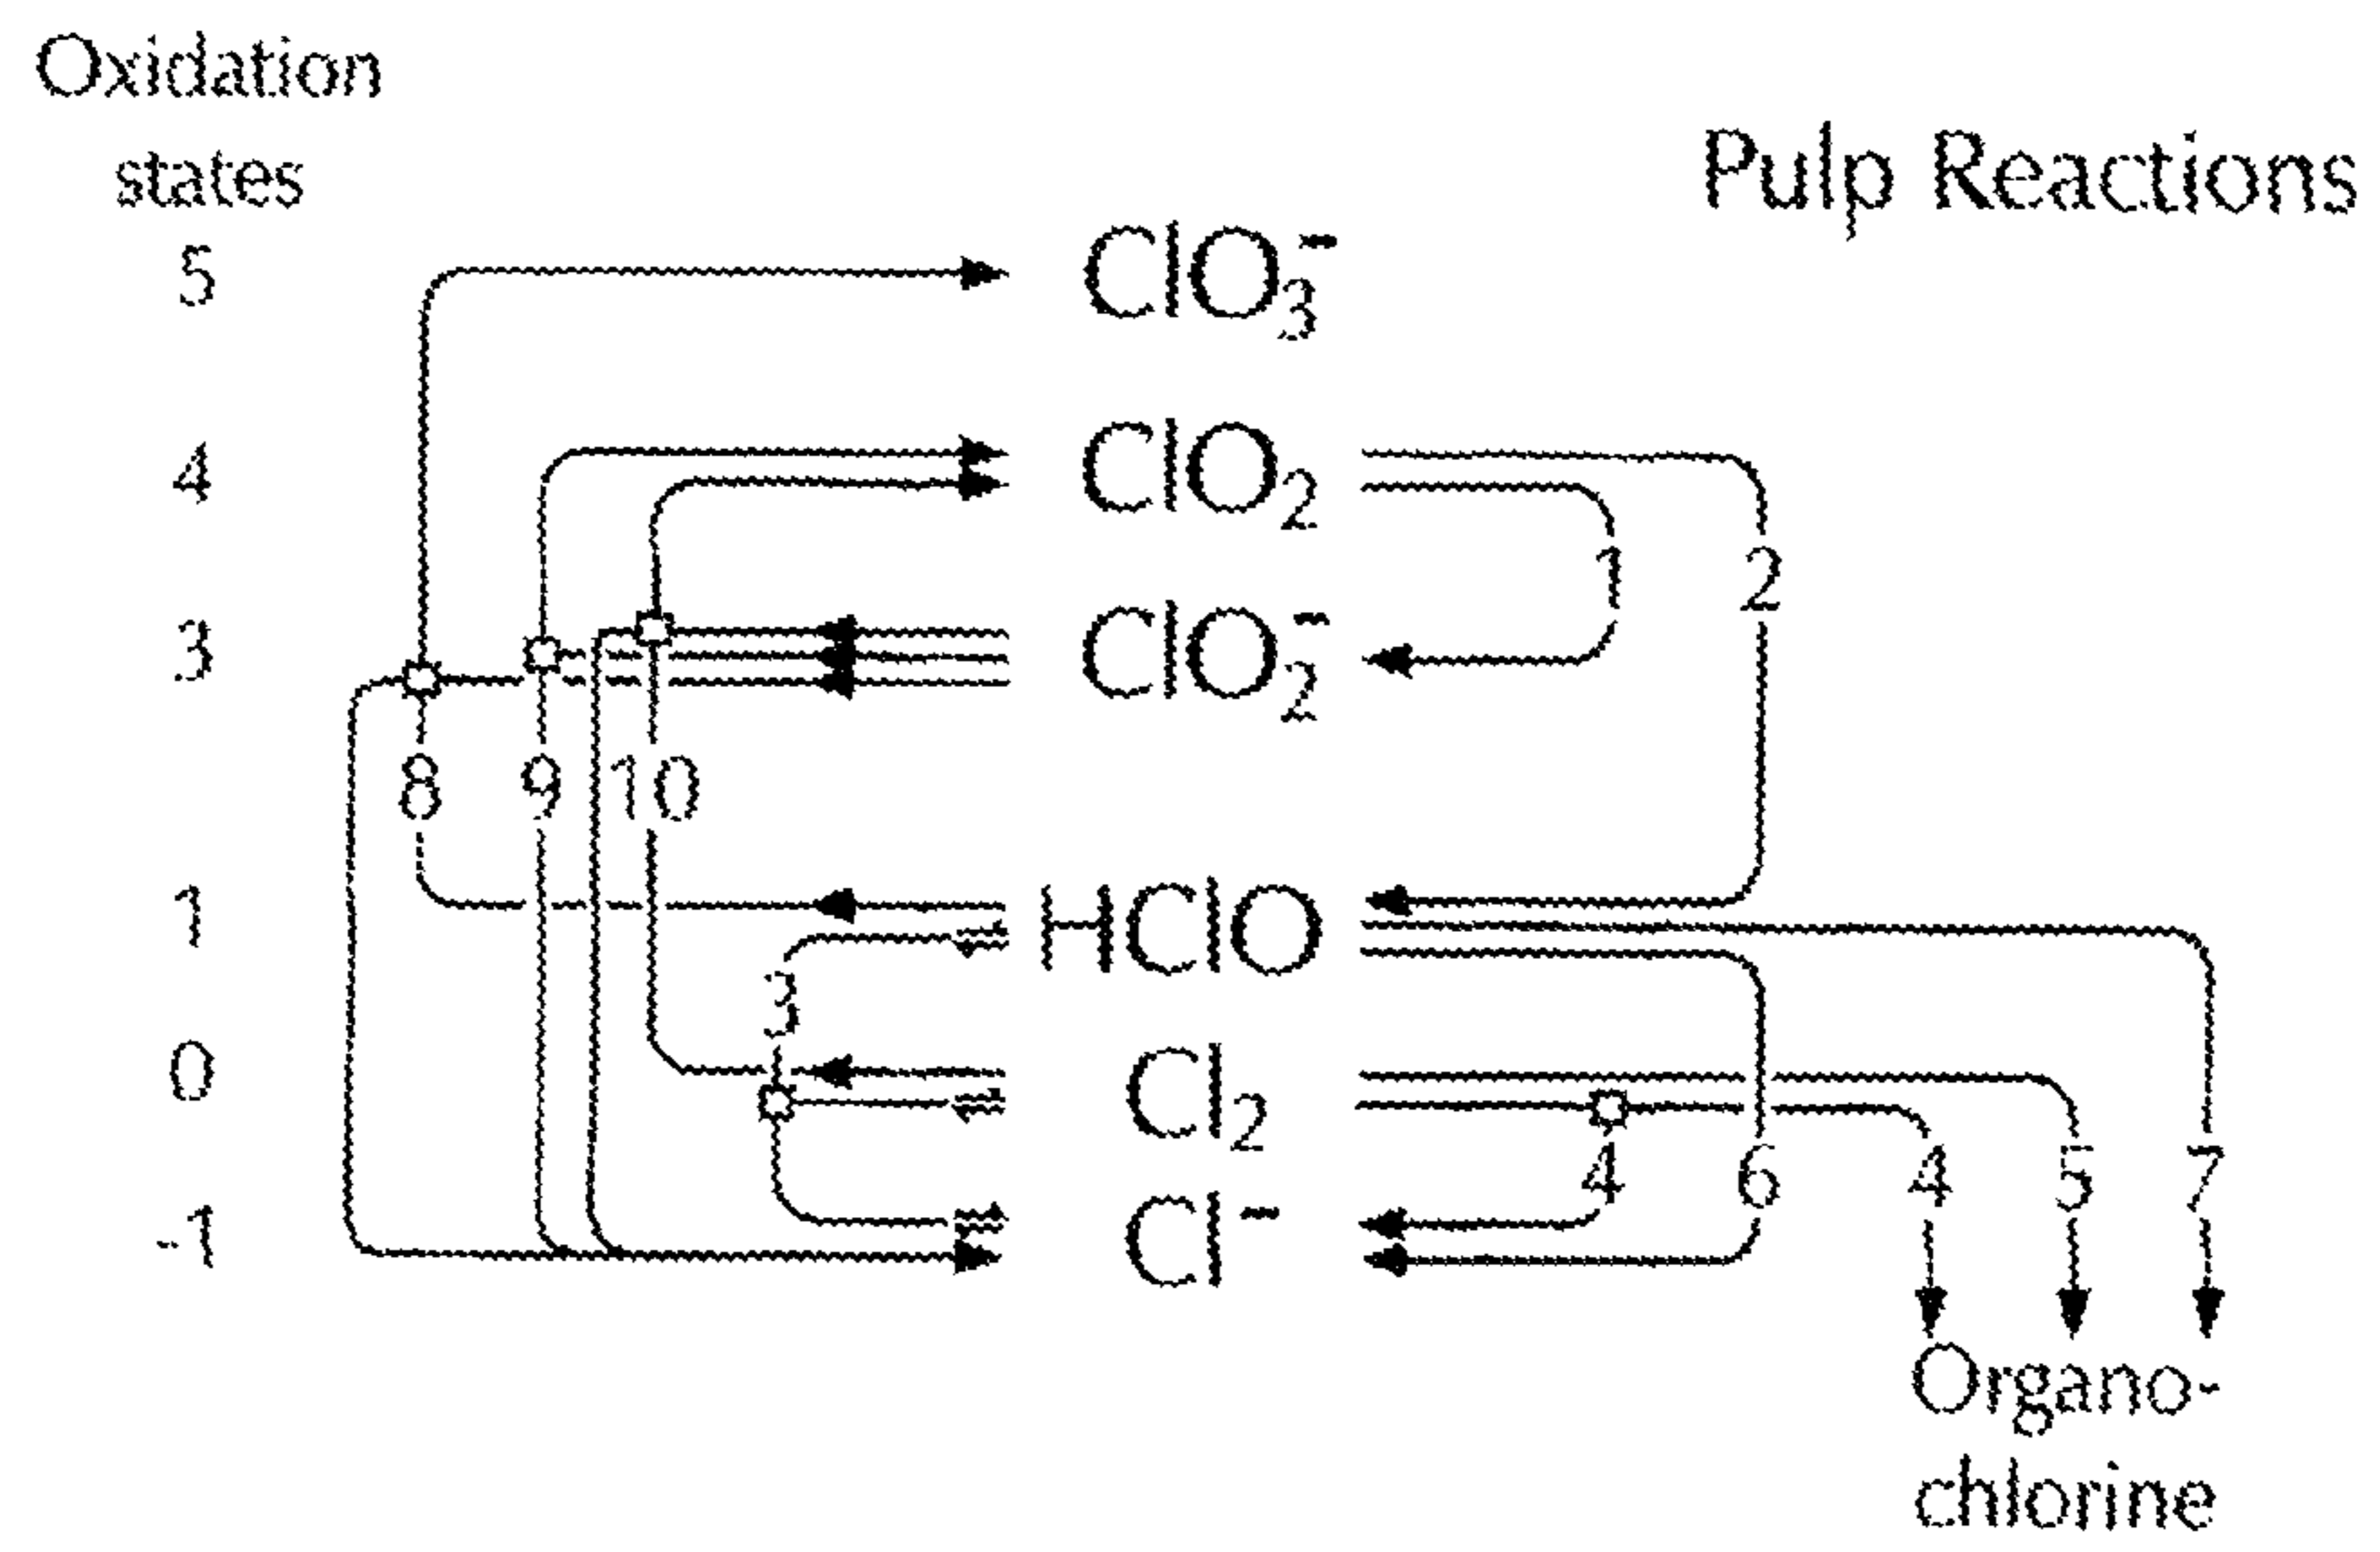 Oxidation
states
Pulp Reactions
5
ClO₃⁻
4
ClO₂
1
2
3
ClO₂⁻
8
9
10
1
HClO
3
0
Cl₂
4
6
4
5
7
-1
Cl⁻
Organo-
chlorine